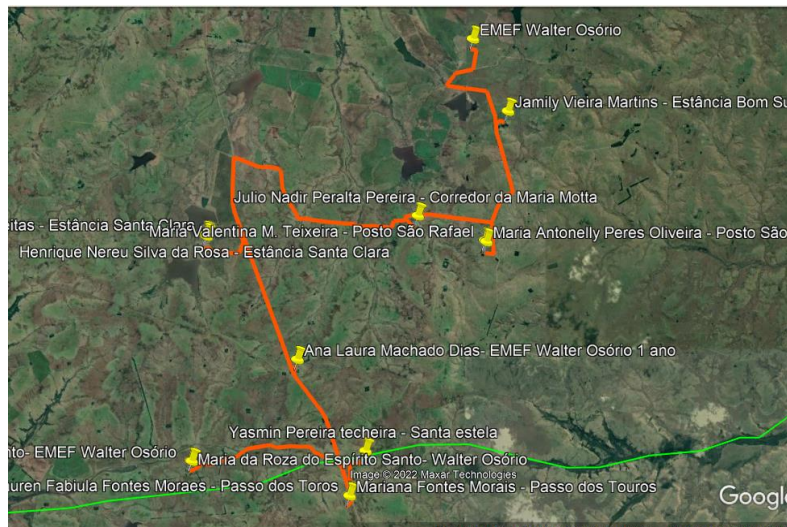 EMEF Walter Osório
Jamily Vieira Martins - Estância Bom Su
Julio Nadir Peralta Pereira - Corredor da Maria Motta
eitas - Estância Santa Clara
Maria Valentina M. Teixeira - Posto São Rafael
Maria Antonelly Peres Oliveira - Posto São
Henrique Nereu Silva da Rosa - Estância Santa Clara
Ana Laura Machado Dias- EMEF Walter Osório 1 ano
Yasmin Pereira techeira - Santa estela
nto- EMEF Walter Osório
Maria da Roza do Espírito Santo- Walter Osório
Image © 2022 Maxar Technologies
uren Fabiula Fontes Moraes - Passo dos Toros
Mariana Fontes Morais - Passo dos Touros
Google